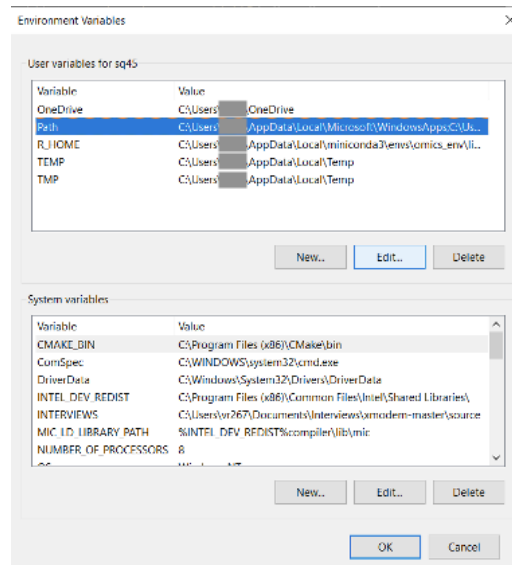 Environment Variables
User variables for sq45
Variable Value
OneDrive C:\Users\ \OneDrive
Path C:\Users\ \AppData\Local\Microsoft\WindowsApps;C:\Us...
R_HOME C:\Users\ \AppData\Local\miniconda3\envs\omics_env\li...
TEMP C:\Users\ \AppData\Local\Temp
TMP C:\Users\ \AppData\Local\Temp
New... Edit... Delete
System variables
Variable Value
CMAKE_BIN C:\Program Files (x86)\CMake\bin
ComSpec C:\WINDOWS\system32\cmd.exe
DriverData C:\Windows\System32\Drivers\DriverData
INTEL_DEV_REDIST C:\Program Files (x86)\Common Files\Intel\Shared Libraries\
INTERVIEWS C:\Users\vr267\Documents\Interviews\xmodem-master\source
MIC_LD_LIBRARY_PATH %INTEL_DEV_REDIST%compiler\lib\mic
NUMBER_OF_PROCESSORS 8
New... Edit... Delete
OK Cancel